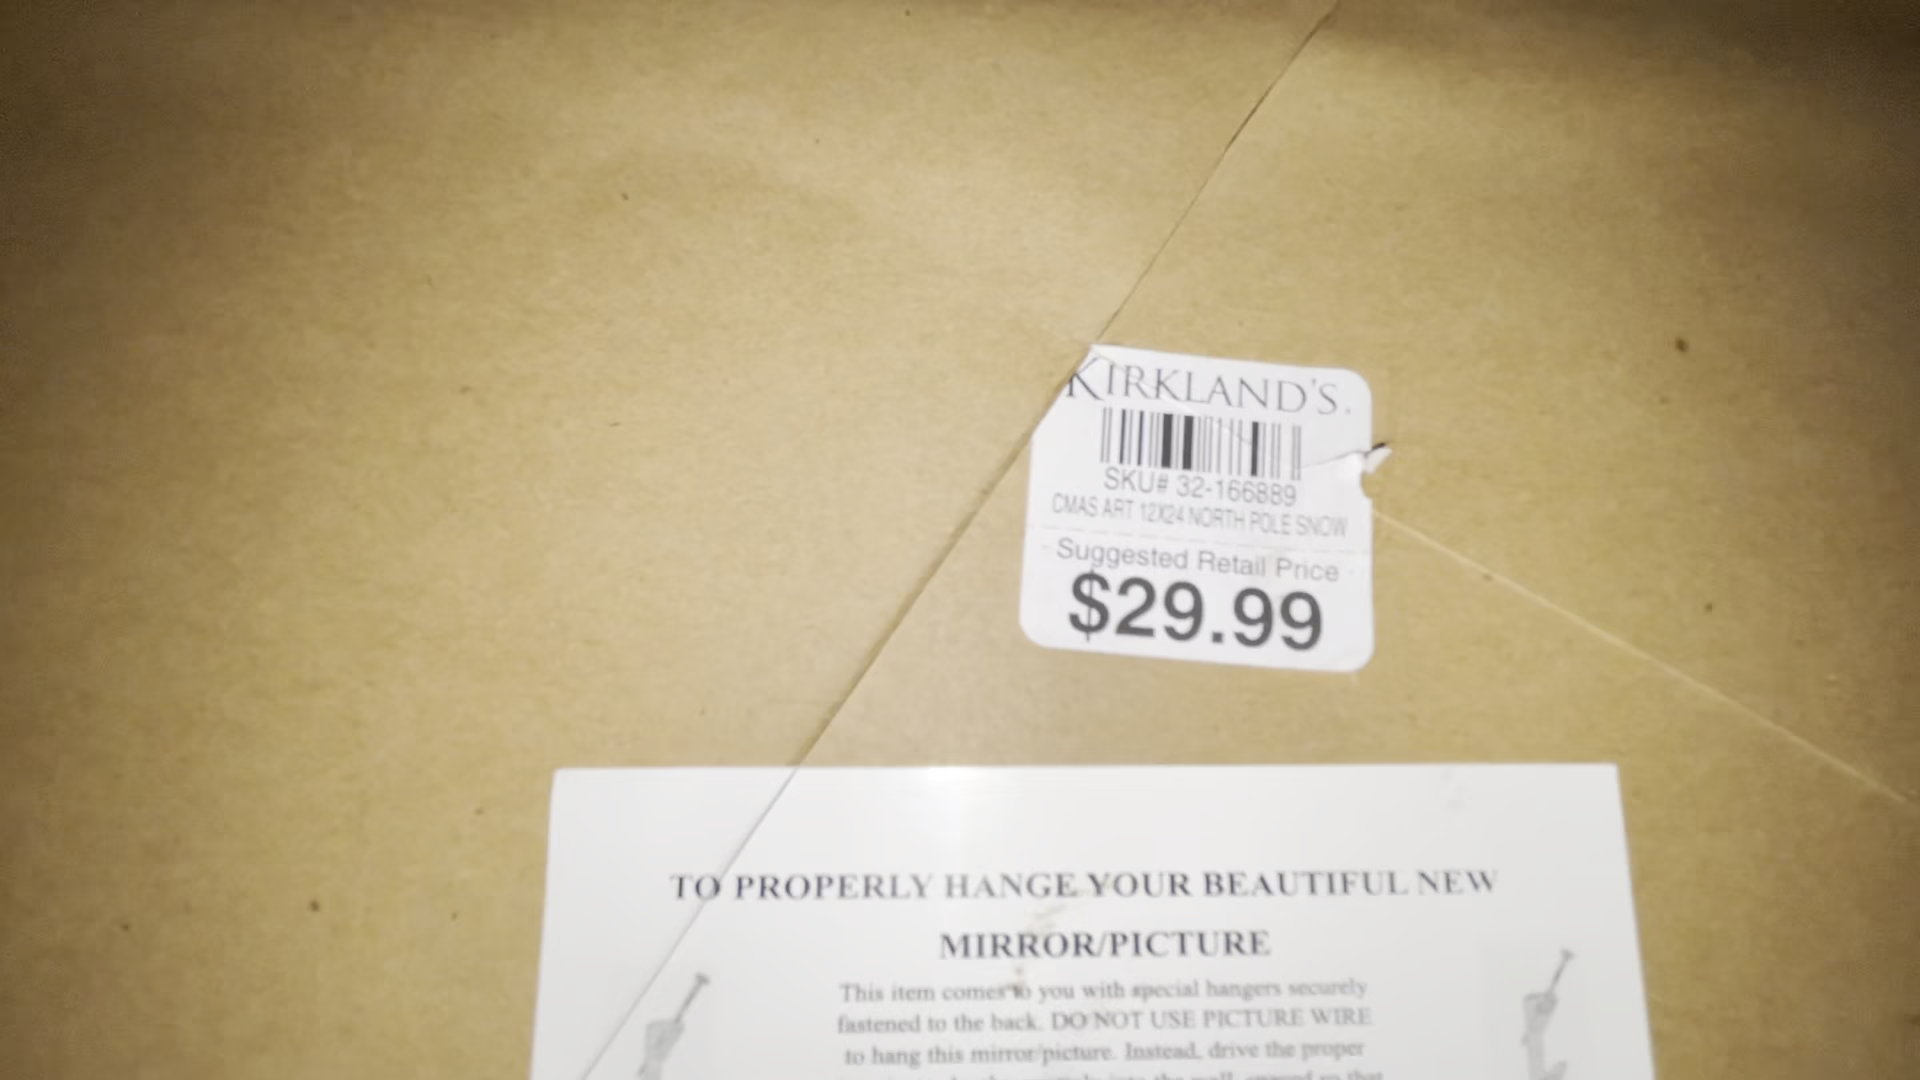 KIRKLAND'S.
SKU# 32-166889
CMAS ART 12X24 NORTH POLE SNOW
Suggested Retail Price
$29.99
TO PROPERLY HANGE YOUR BEAUTIFUL NEW
MIRROR/PICTURE
This item comes to you with special hangers securely
fastened to the back. DO NOT USE PICTURE WIRE
to hang this mirror/picture. Instead, drive the proper